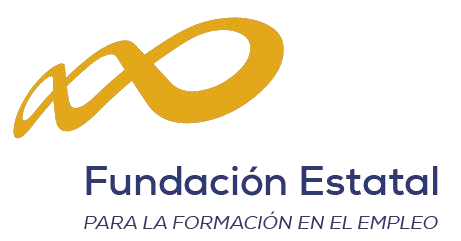 Fundación Estatal
PARA LA FORMACIÓN EN EL EMPLEO